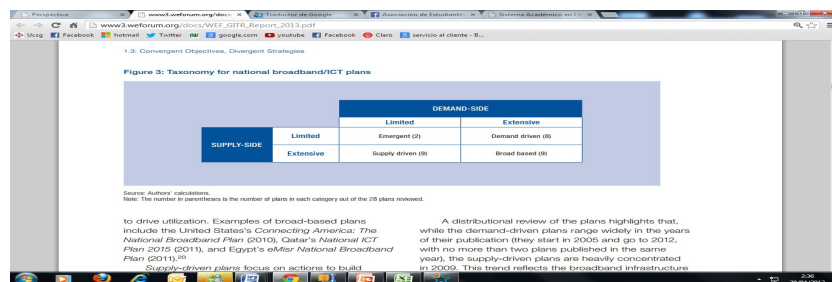 Perspectiva
www3.weforum.org/doc
Traductor de Google
Asociación de Estudiante
Sistema Académico en Lí
www3.weforum.org/docs/WEF_GITR_Report_2013.pdf
Ucsg Facebook hotmail Twitter google.com youtube Facebook Claro servicio al cliente - B...
1.3: Convergent Objectives, Divergent Strategies
Figure 3: Taxonomy for national broadband/ICT plans
DEMAND-SIDE
Limited Extensive
SUPPLY-SIDE
Limited Emergent (2) Demand driven (8)
Extensive Supply driven (9) Broad based (9)
Source: Authors' calculations.
Note: The number in parentheses is the number of plans in each category out of the 28 plans reviewed.
to drive utilization. Examples of broad-based plans
include the United States's Connecting America: The
National Broadband Plan (2010), Qatar's National ICT
Plan 2015 (2011), and Egypt's eMisr National Broadband
Plan (2011).²⁰
Supply-driven plans focus on actions to build
A distributional review of the plans highlights that,
while the demand-driven plans range widely in the years
of their publication (they start in 2005 and go to 2012,
with no more than two plans published in the same
year), the supply-driven plans are heavily concentrated
in 2009. This trend reflects the broadband infrastructure
2:36